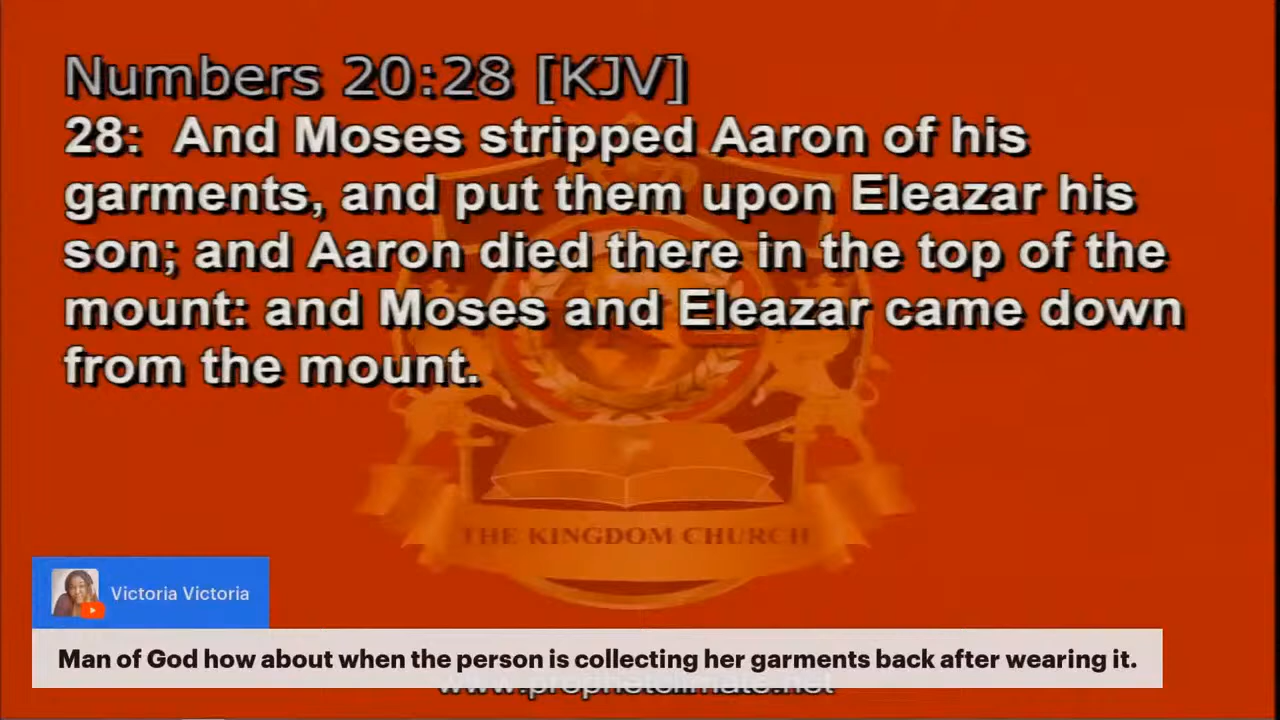 Numbers 20:28 [KJV]
28: And Moses stripped Aaron of his
garments, and put them upon Eleazar his
son; and Aaron died there in the top of the
mount: and Moses and Eleazar came down
from the mount.
THE KINGDOM CHURCH
Victoria Victoria
Man of God how about when the person is collecting her garments back after wearing it.